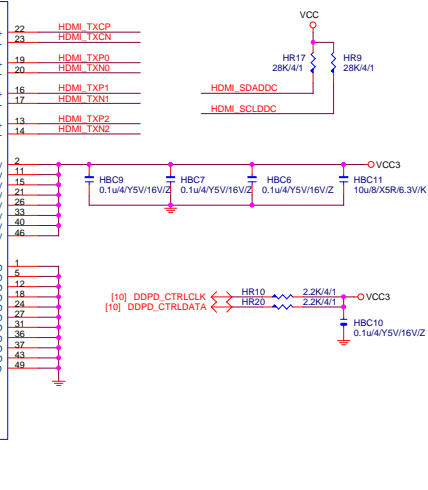 VCC
22 HDMI_TXCP
23 HDMI_TXCN
19 HDMI_TXP0
20 HDMI_TXN0
HR17
28K/4/1
HR9
28K/4/1
16 HDMI_TXP1
17 HDMI_TXN1
HDMI_SDADDC
HDMI_SCLDDC
13 HDMI_TXP2
14 HDMI_TXN2
2
11
15
21
26
33
40
46
VCC3
HBC9
0.1u/4/Y5V/16V/Z
HBC7
0.1u/4/Y5V/16V/Z
HBC6
0.1u/4/Y5V/16V/Z
HBC11
10u/8/X5R/6.3V/K
1
5
12
18
24
27
31
36
37
43
49
[10] DDPD_CTRLCLK HR10 2.2K/4/1 VCC3
[10] DDPD_CTRLDATA HR20 2.2K/4/1
HBC10
0.1u/4/Y5V/16V/Z